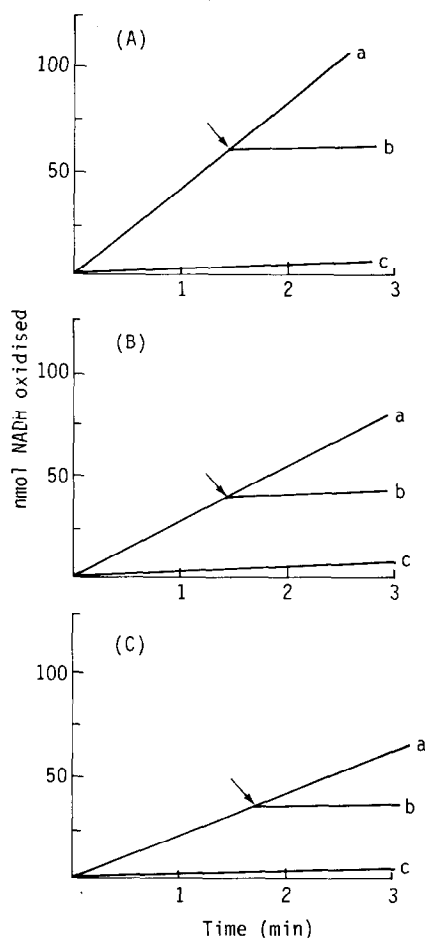 (A)
100
50
a
b
c
1 2 3
(B)
100
50
a
b
c
1 2 3
(C)
100
50
a
b
c
1 2 3
nmol NADH oxidised
Time (min)